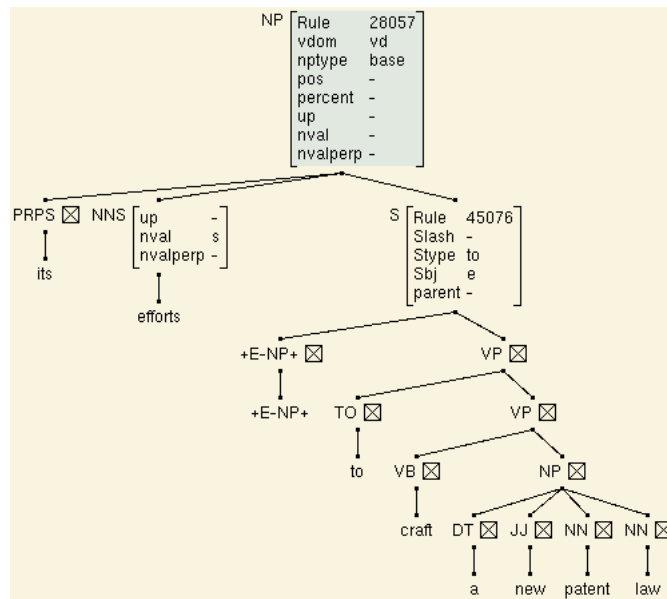 NP Rule 28057
vdom vd
nptype base
pos -
percent -
up -
nval -
nvalperp -
PRPS NNS up - S Rule 45076
nval s Slash -
nvalperp - Stype to
Sbj e
parent -
its
efforts
+E-NP+ VP
+E-NP+ TO VP
to VB NP
craft DT JJ NN NN
a new patent law